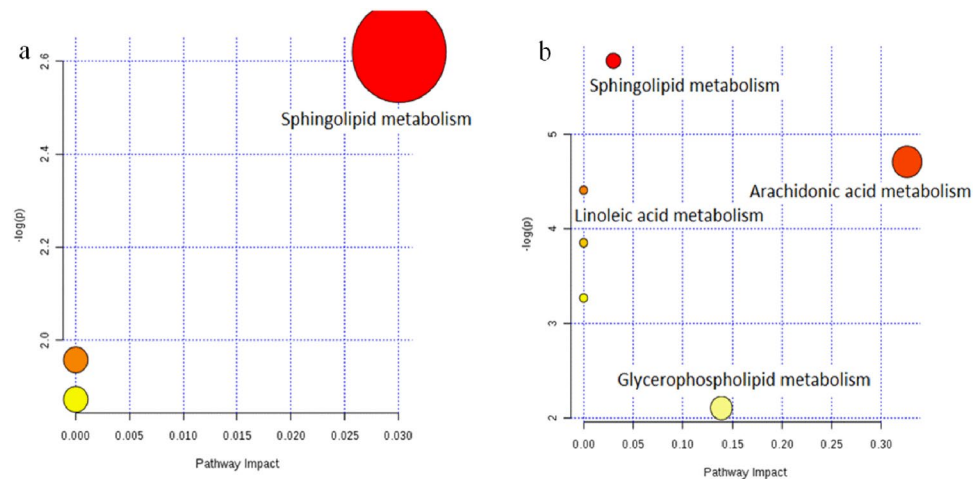 a
2.6
2.4
2.2
2.0
-log(p)
Sphingolipid metabolism
0.000 0.005 0.010 0.015 0.020 0.025 0.030
Pathway Impact
b
5
4
3
2
-log(p)
Sphingolipid metabolism
Arachidonic acid metabolism
Linoleic acid metabolism
Glycerophospholipid metabolism
0.00 0.05 0.10 0.15 0.20 0.25 0.30
Pathway Impact